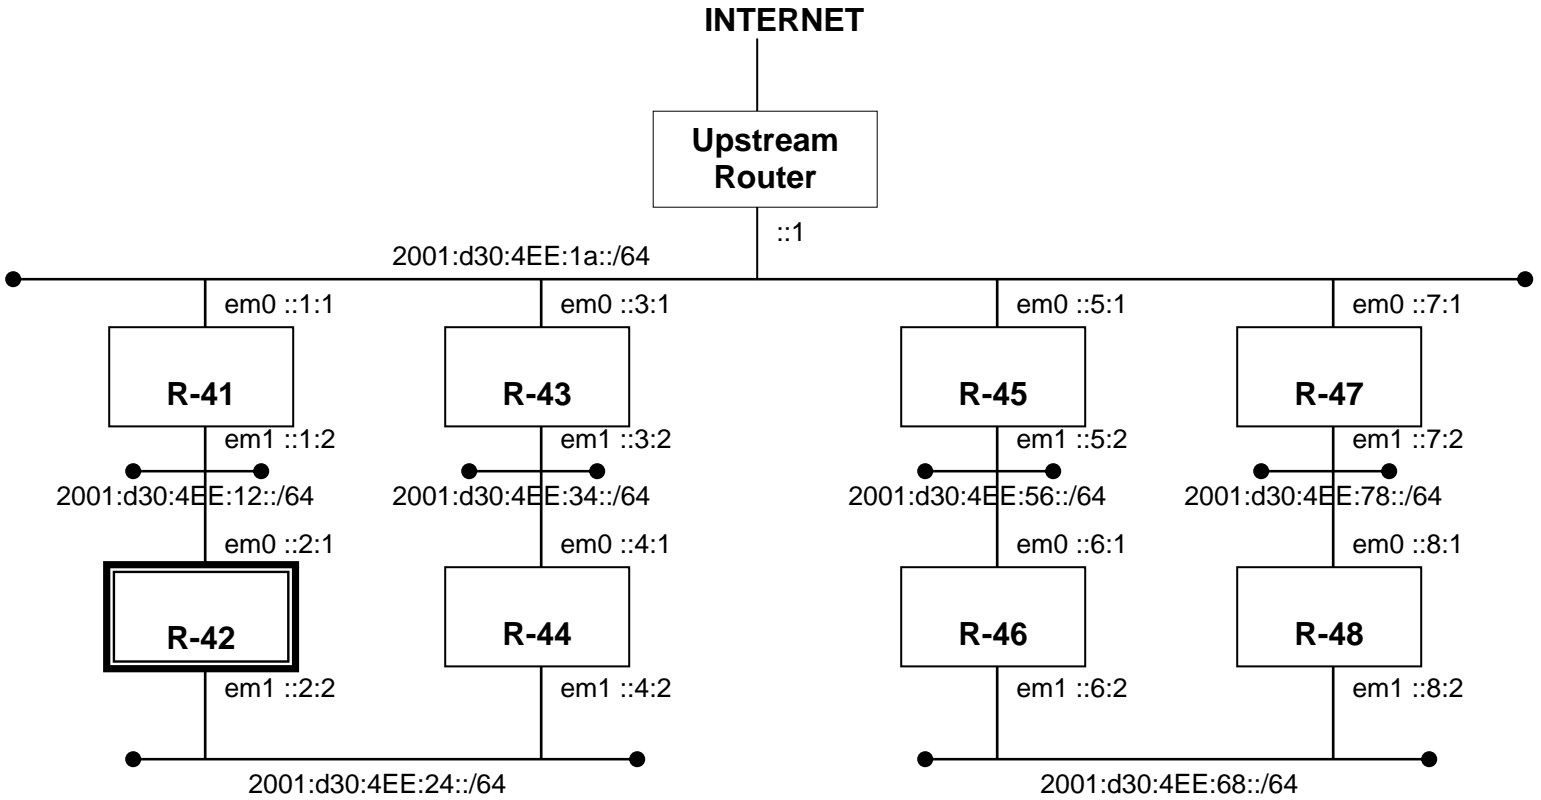 INTERNET
Upstream
Router
::1
2001:d30:4EE:1a::/64
em0 ::1:1
em0 ::3:1
em0 ::5:1
em0 ::7:1
R-41
R-43
R-45
R-47
em1 ::1:2
em1 ::3:2
em1 ::5:2
em1 ::7:2
2001:d30:4EE:12::/64
2001:d30:4EE:34::/64
2001:d30:4EE:56::/64
2001:d30:4EE:78::/64
em0 ::2:1
em0 ::4:1
em0 ::6:1
em0 ::8:1
R-42
R-44
R-46
R-48
em1 ::2:2
em1 ::4:2
em1 ::6:2
em1 ::8:2
2001:d30:4EE:24::/64
2001:d30:4EE:68::/64